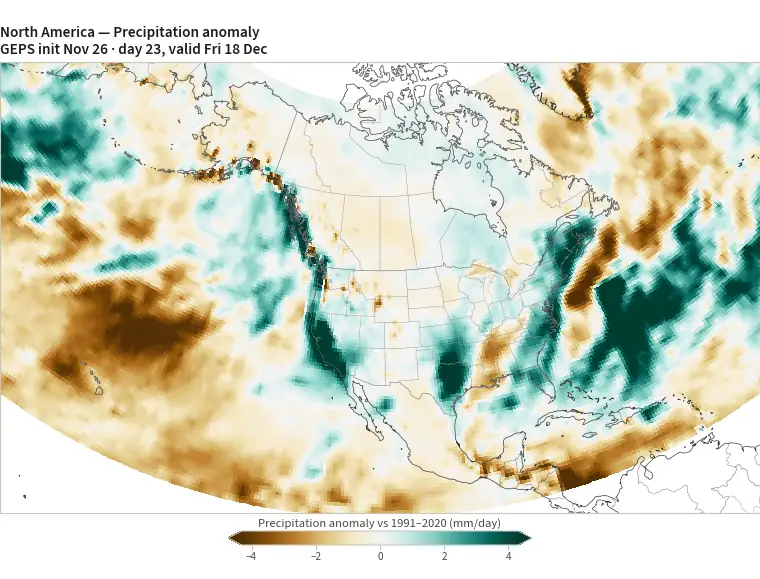 North America — Precipitation anomaly
GEPS init Nov 26 · day 23, valid Fri 18 Dec
Precipitation anomaly vs 1991–2020 (mm/day)
−4 −2 0 2 4